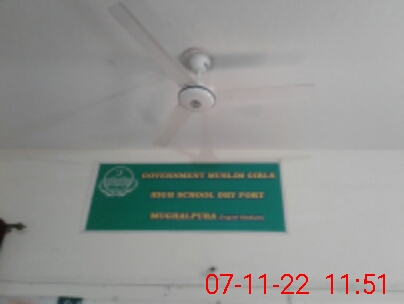 GOVERNMENT MUSLIM GIRLS
HIGH SCHOOL DRY PORT
MUGHALPURA
07-11-22 11:51